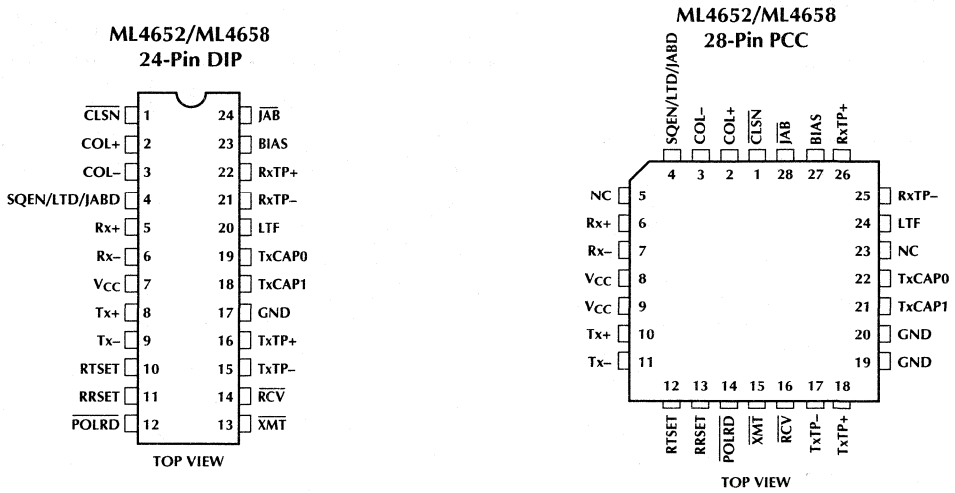 ML4652/ML4658
24-Pin DIP
CLSN 1 24 JAB
COL+ 2 23 BIAS
COL– 3 22 RxTP+
SQEN/LTD/JABD 4 21 RxTP–
Rx+ 5 20 LTF
Rx– 6 19 TxCAP0
VCC 7 18 TxCAP1
Tx+ 8 17 GND
Tx– 9 16 TxTP+
RTSET 10 15 TxTP–
RRSET 11 14 RCV
POLRD 12 13 XMT
TOP VIEW
ML4652/ML4658
28-Pin PCC
SQEN/LTD/JABD COL– COL+ CLSN JAB BIAS RxTP+
4 3 2 1 28 27 26
NC 5 25 RxTP–
Rx+ 6 24 LTF
Rx– 7 23 NC
VCC 8 22 TxCAP0
VCC 9 21 TxCAP1
Tx+ 10 20 GND
Tx– 11 19 GND
12 13 14 15 16 17 18
RTSET RRSET POLRD XMT RCV TxTP– TxTP+
TOP VIEW